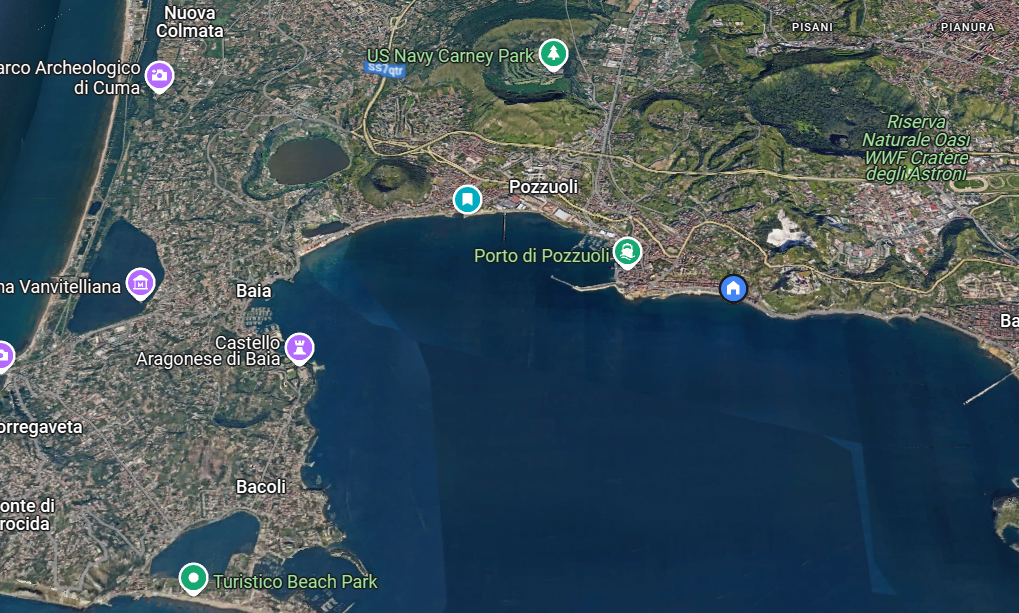 Nuova
Colmata
PISANI
PIANURA
US Navy Carney Park
ss7qtr
arco Archeologico
di Cuma
Riserva
Naturale Oasi
WWF Cratere
degli Astroni
Pozzuoli
Porto di Pozzuoli
na Vanvitelliana
Baia
Ba
Castello
Aragonese di Baia
orregaveta
Bacoli
onte di
rocida
Turistico Beach Park